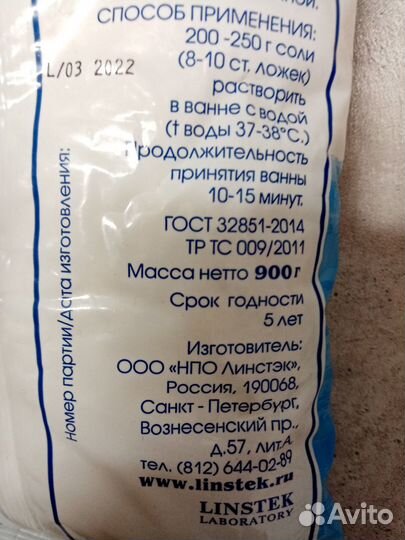 СПОСОБ ПРИМЕНЕНИЯ:
200 -250 г соли
(8-10 ст. ложек)
растворить
в ванне с водой
(t воды 37-38°С.)
Продолжительность
принятия ванны
10-15 минут.
ГОСТ 32851-2014
ТР ТС 009/2011
Масса нетто 900 г
Срок годности
5 лет
Изготовитель:
ООО «НПО ЛИНСТЭК»,
Россия, 190068,
Санкт - Петербург,
Вознесенский пр.,
д.57, лит.А
тел. (812) 644-02-89
www.linstek.ru
LINSTEK
LABORATORY
L/03 2022
номер партии/дата изготовления:
Avito